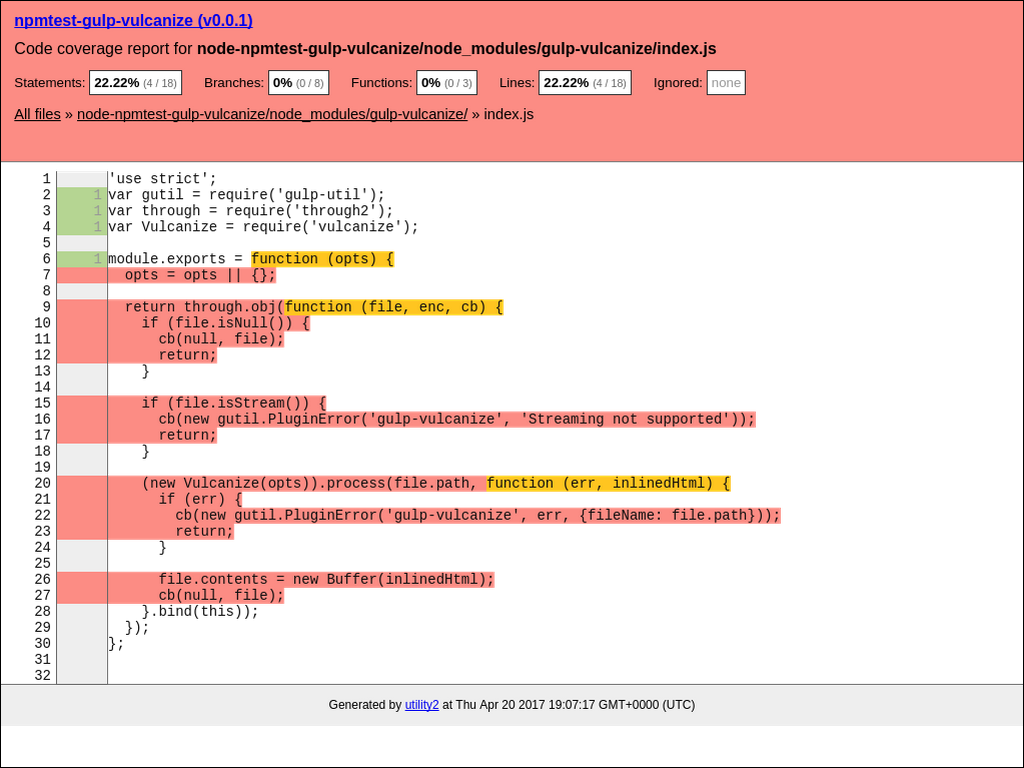 npmtest-gulp-vulcanize (v0.0.1)
Code coverage report for node-npmtest-gulp-vulcanize/node_modules/gulp-vulcanize/index.js
Statements: 22.22% (4 / 18) Branches: 0% (0 / 8) Functions: 0% (0 / 3) Lines: 22.22% (4 / 18) Ignored: none
All files » node-npmtest-gulp-vulcanize/node_modules/gulp-vulcanize/ » index.js
1 'use strict';
2 1 var gutil = require('gulp-util');
3 1 var through = require('through2');
4 1 var Vulcanize = require('vulcanize');
5
6 1 module.exports = function (opts) {
7 opts = opts || {};
8
9 return through.obj(function (file, enc, cb) {
10 if (file.isNull()) {
11 cb(null, file);
12 return;
13 }
14
15 if (file.isStream()) {
16 cb(new gutil.PluginError('gulp-vulcanize', 'Streaming not supported'));
17 return;
18 }
19
20 (new Vulcanize(opts)).process(file.path, function (err, inlinedHtml) {
21 if (err) {
22 cb(new gutil.PluginError('gulp-vulcanize', err, {fileName: file.path}));
23 return;
24 }
25
26 file.contents = new Buffer(inlinedHtml);
27 cb(null, file);
28 }.bind(this));
29 });
30 };
31
32
Generated by utility2 at Thu Apr 20 2017 19:07:17 GMT+0000 (UTC)